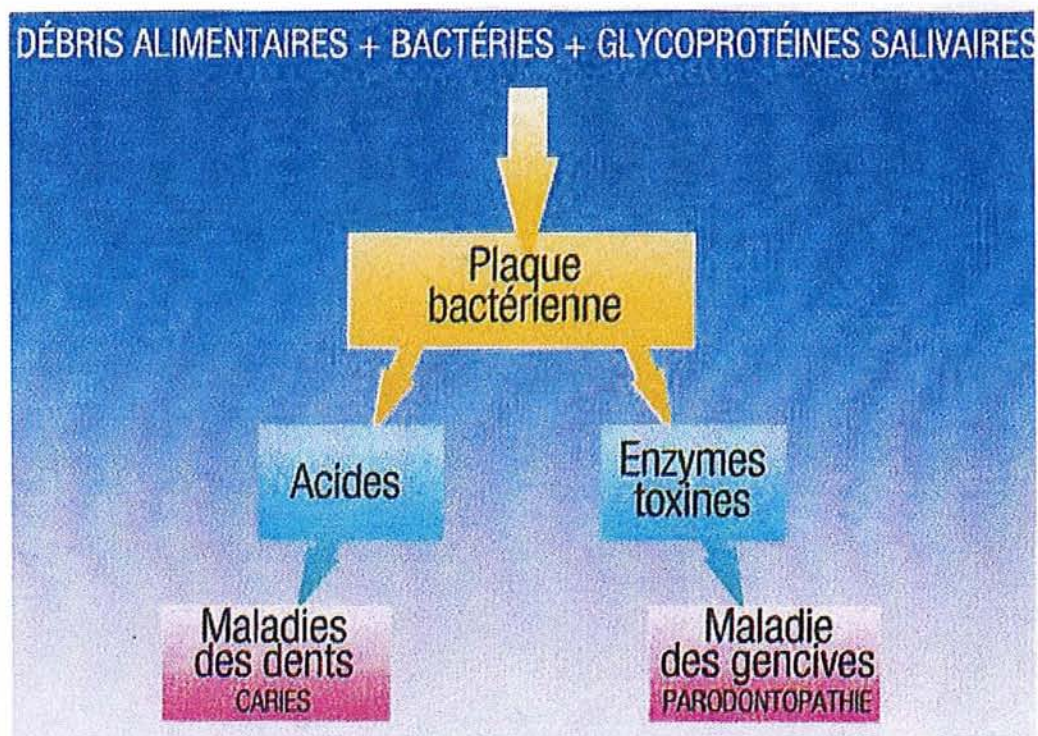 DÉBRIS ALIMENTAIRES + BACTÉRIES + GLYCOPROTÉINES SALIVAIRES
Plaque
bactérienne
Acides
Enzymes
toxines
Maladies
des dents
CARIES
Maladie
des gencives
PARODONTOPATHIE